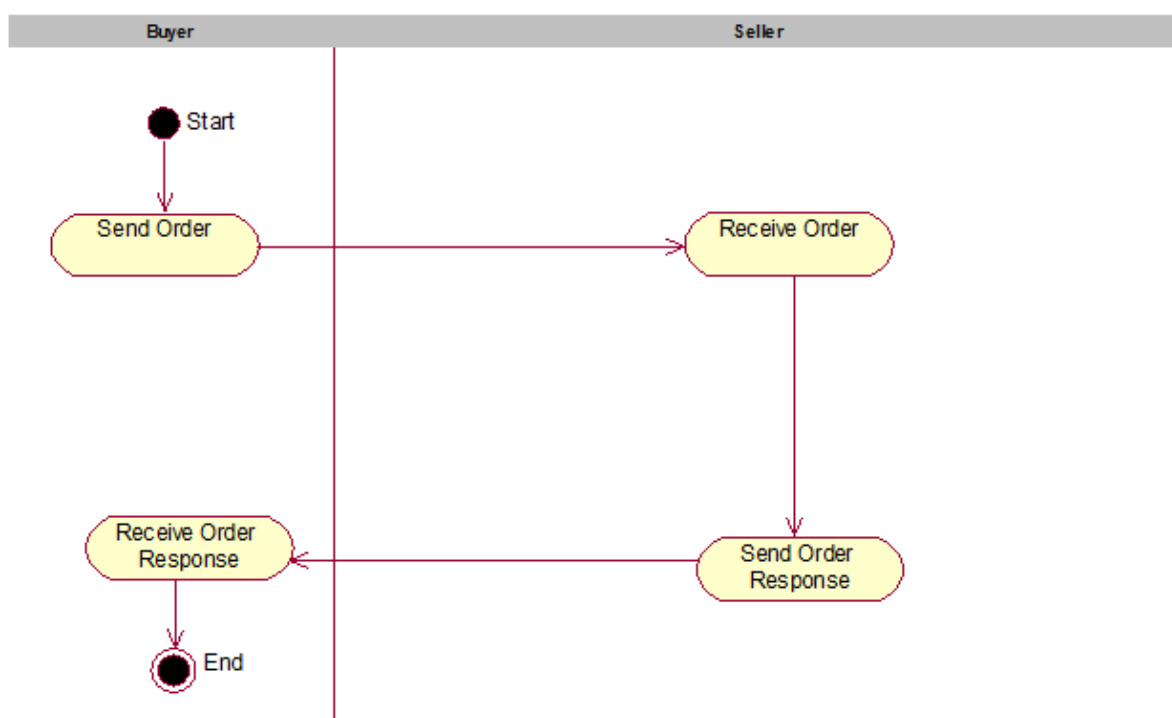 Buyer
Seller
Start
Send Order
Receive Order
Receive Order
Response
Send Order
Response
End